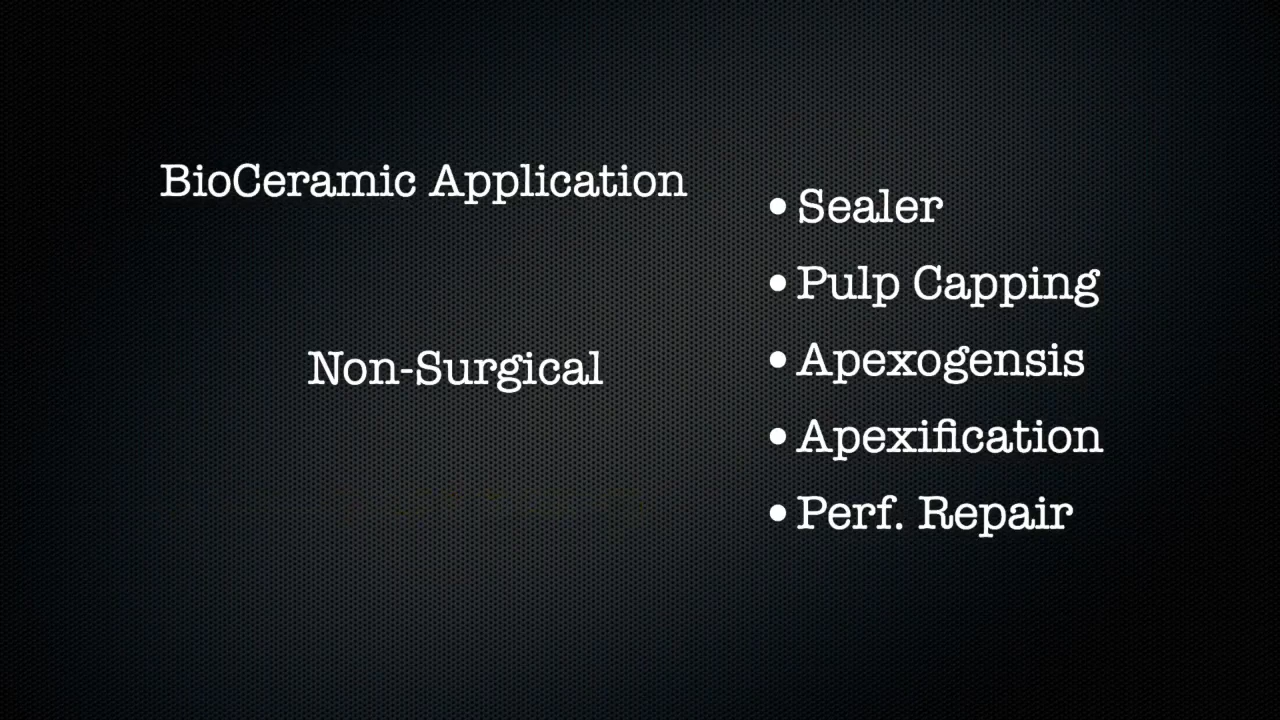 BioCeramic Application
Non-Surgical
• Sealer
• Pulp Capping
• Apexogensis
• Apexification
• Perf. Repair